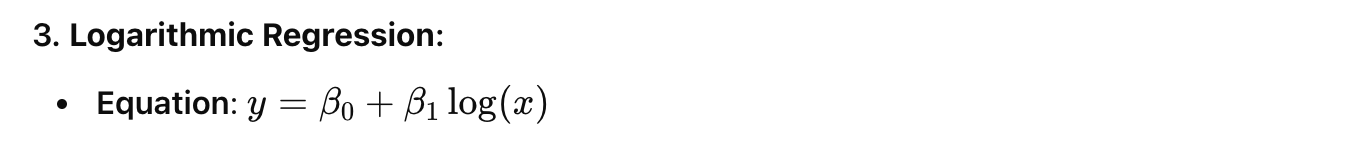 3. Logarithmic Regression:
• Equation: y = β₀ + β₁ log(x)